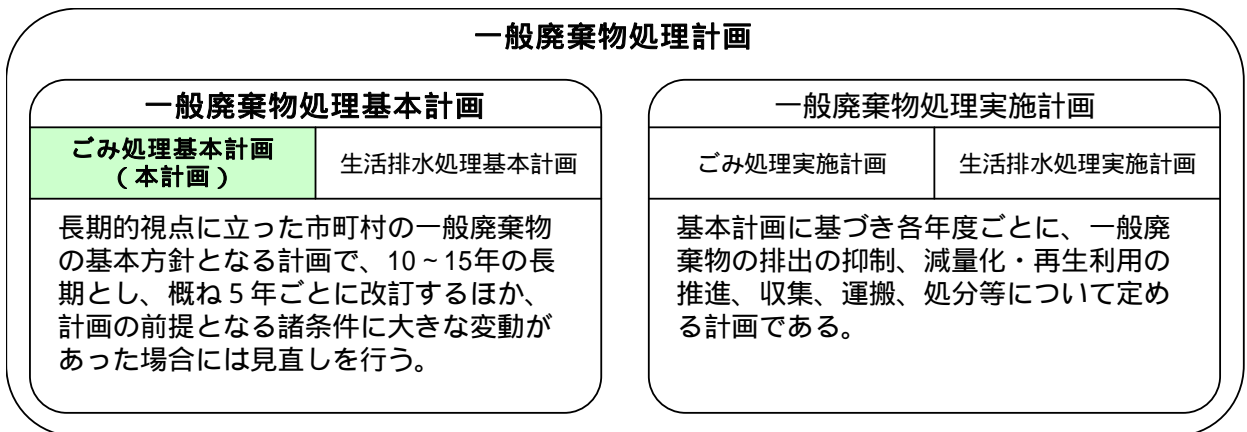 一般廃棄物処理計画
一般廃棄物処理基本計画
ごみ処理基本計画
(本計画)
生活排水処理基本計画
長期的視点に立った市町村の一般廃棄物
の基本方針となる計画で、10~15年の長
期とし、概ね5年ごとに改訂するほか、
計画の前提となる諸条件に大きな変動が
あった場合には見直しを行う。
一般廃棄物処理実施計画
ごみ処理実施計画
生活排水処理実施計画
基本計画に基づき各年度ごとに、一般廃
棄物の排出の抑制、減量化・再生利用の
推進、収集、運搬、処分等について定め
る計画である。